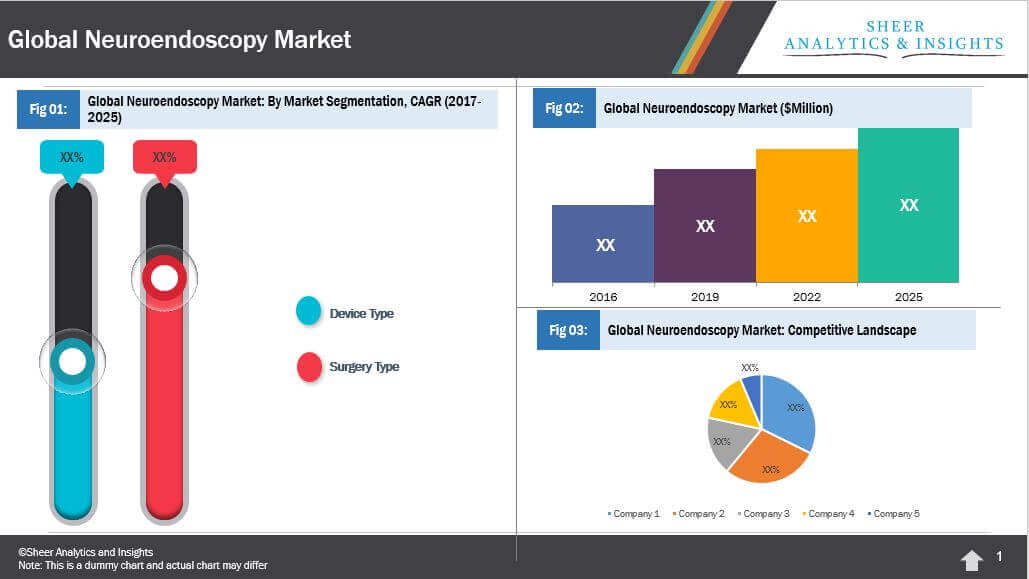 Global Neuroendoscopy Market
SHEER
ANALYTICS & INSIGHTS
Fig 01:
Global Neuroendoscopy Market: By Market Segmentation, CAGR (2017-
2025)
XX%
XX%
Device Type
Surgery Type
Fig 02:
Global Neuroendoscopy Market ($Million)
XX
XX
XX
XX
2016
2019
2022
2025
Fig 03:
Global Neuroendoscopy Market: Competitive Landscape
XX%
XX%
XX%
XX%
XX%
Company 1
Company 2
Company 3
Company 4
Company 5
©Sheer Analytics and Insights
Note: This is a dummy chart and actual chart may differ
1